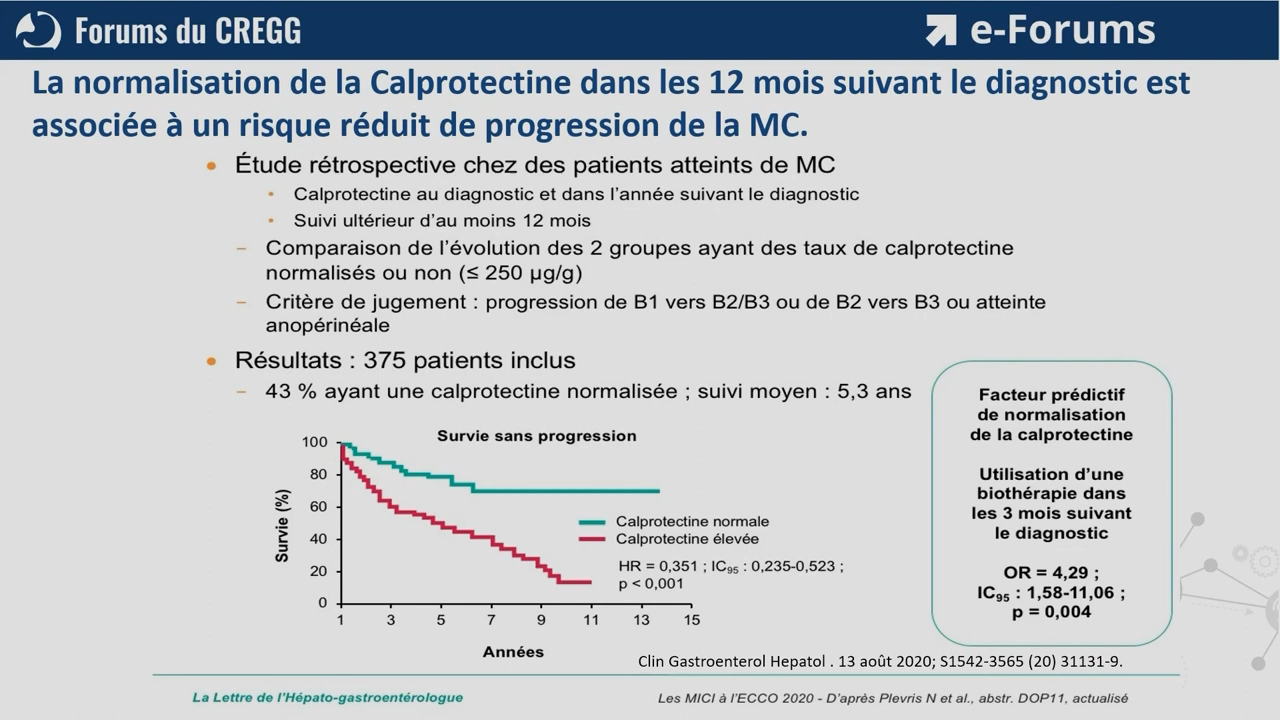 Forums du CREGG
e-Forums
La normalisation de la Calprotectine dans les 12 mois suivant le diagnostic est
associée à un risque réduit de progression de la MC.
• Étude rétrospective chez des patients atteints de MC
• Calprotectine au diagnostic et dans l'année suivant le diagnostic
• Suivi ultérieur d'au moins 12 mois
– Comparaison de l'évolution des 2 groupes ayant des taux de calprotectine
normalisés ou non (≤ 250 µg/g)
– Critère de jugement : progression de B1 vers B2/B3 ou de B2 vers B3 ou atteinte
anopérinéale
• Résultats : 375 patients inclus
– 43 % ayant une calprotectine normalisée ; suivi moyen : 5,3 ans
Survie sans progression
Survie (%)
100
80
60
40
20
0
1 3 5 7 9 11 13 15
Années
Calprotectine normale
Calprotectine élevée
HR = 0,351 ; IC95 : 0,235-0,523 ;
p < 0,001
Facteur prédictif
de normalisation
de la calprotectine
Utilisation d'une
biothérapie dans
les 3 mois suivant
le diagnostic
OR = 4,29 ;
IC95 : 1,58-11,06 ;
p = 0,004
Clin Gastroenterol Hepatol . 13 août 2020; S1542-3565 (20) 31131-9.
La Lettre de l'Hépato-gastroentérologue
Les MICI à l'ECCO 2020 - D'après Plevris N et al., abstr. DOP11, actualisé